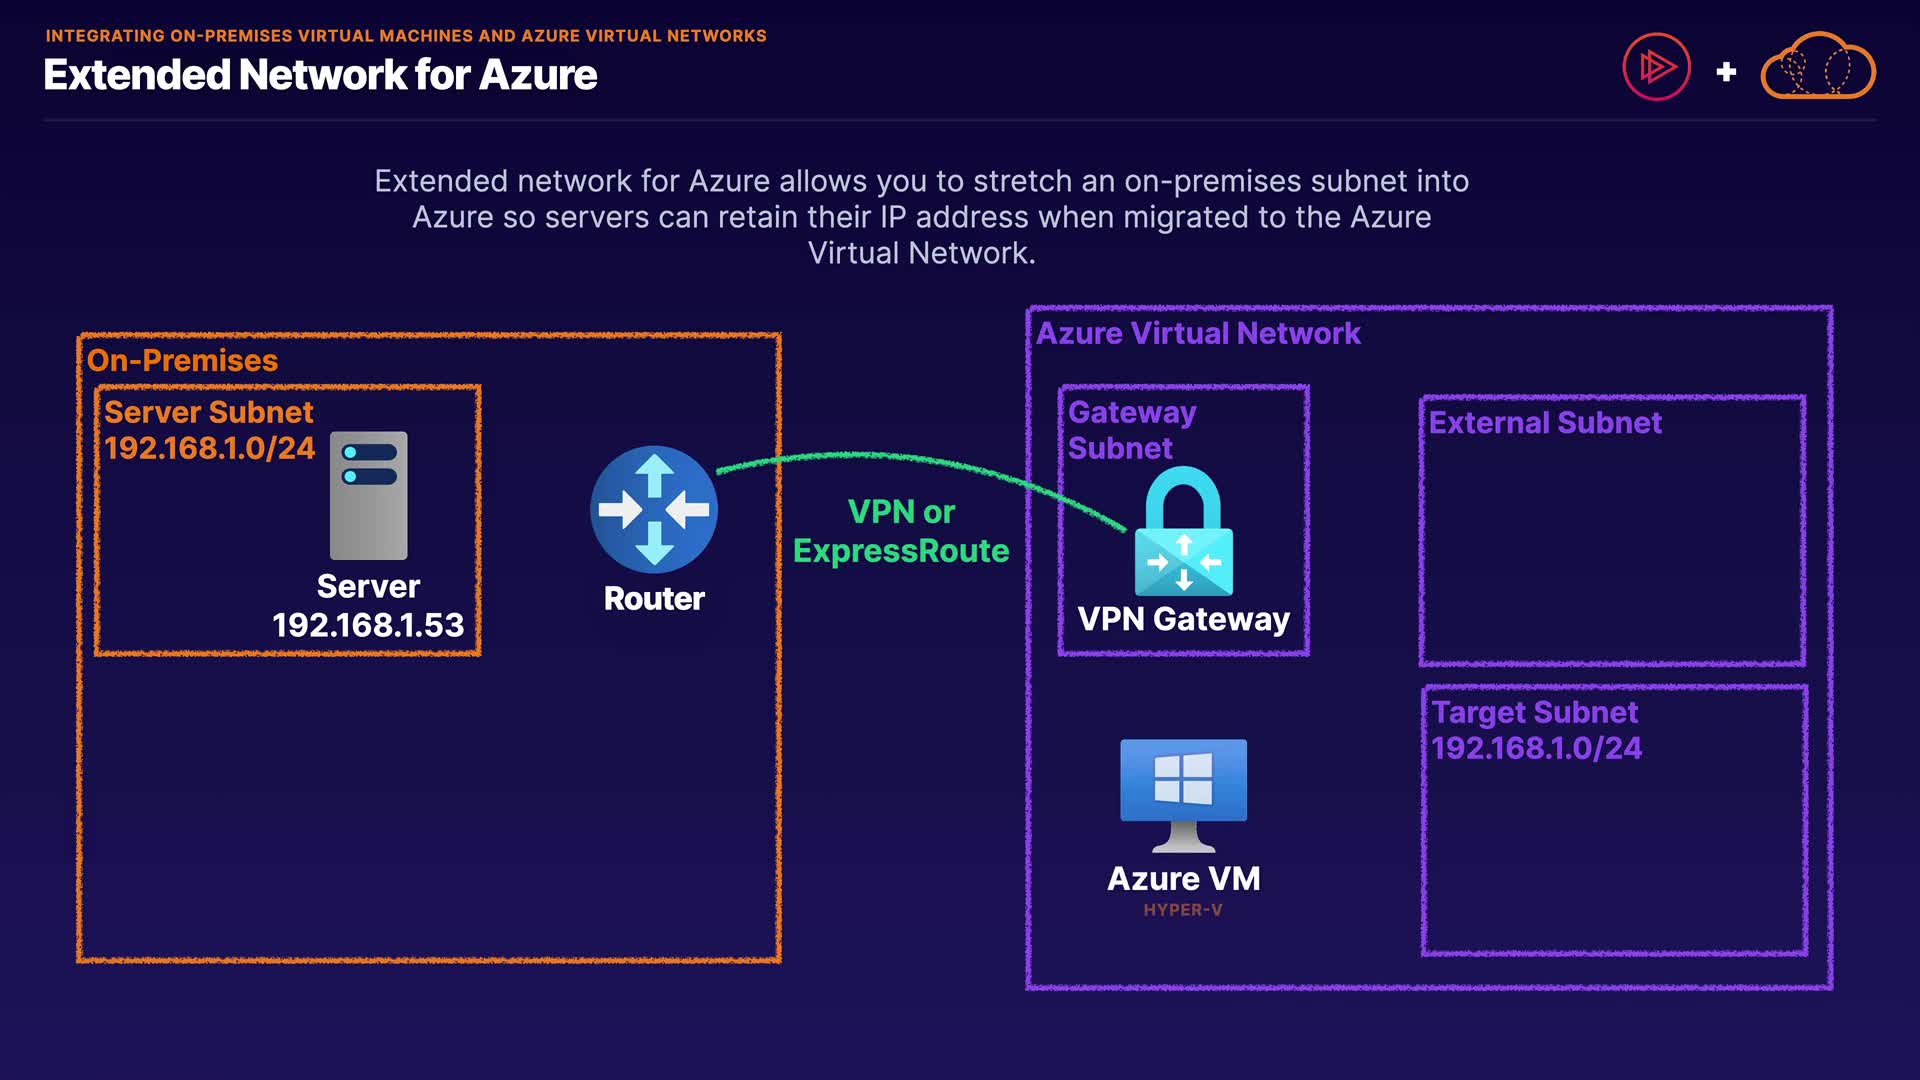 INTEGRATING ON-PREMISES VIRTUAL MACHINES AND AZURE VIRTUAL NETWORKS
Extended Network for Azure
Extended network for Azure allows you to stretch an on-premises subnet into
Azure so servers can retain their IP address when migrated to the Azure
Virtual Network.
On-Premises
Server Subnet
192.168.1.0/24
Server
192.168.1.53
Router
VPN or
ExpressRoute
Azure Virtual Network
Gateway
Subnet
VPN Gateway
Azure VM
HYPER-V
External Subnet
Target Subnet
192.168.1.0/24